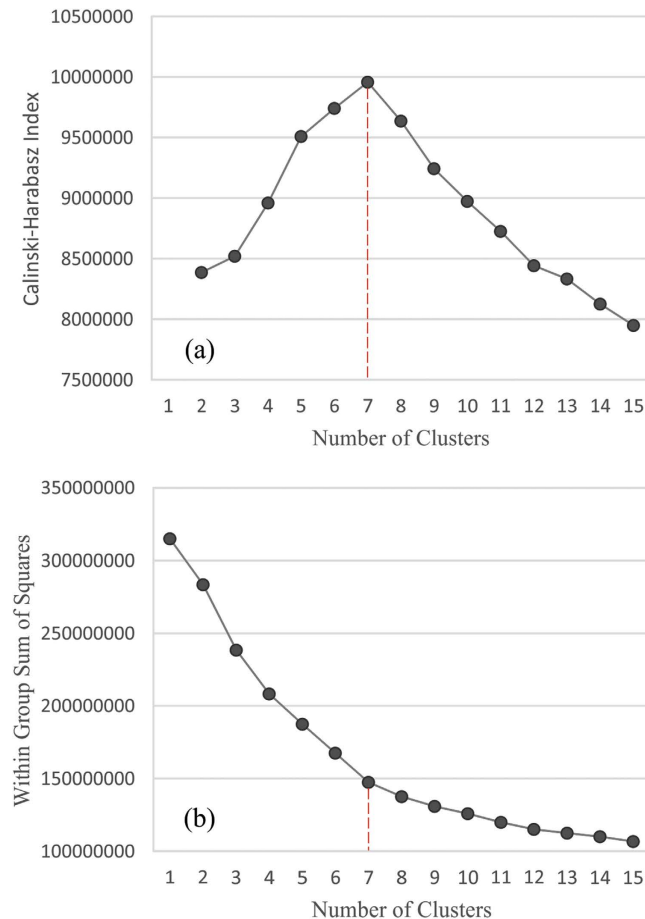 10500000
10000000
9500000
9000000
8500000
8000000
7500000
Calinski-Harabasz Index
(a)
1 2 3 4 5 6 7 8 9 10 11 12 13 14 15
Number of Clusters
350000000
300000000
250000000
200000000
150000000
100000000
Within Group Sum of Squares
(b)
1 2 3 4 5 6 7 8 9 10 11 12 13 14 15
Number of Clusters